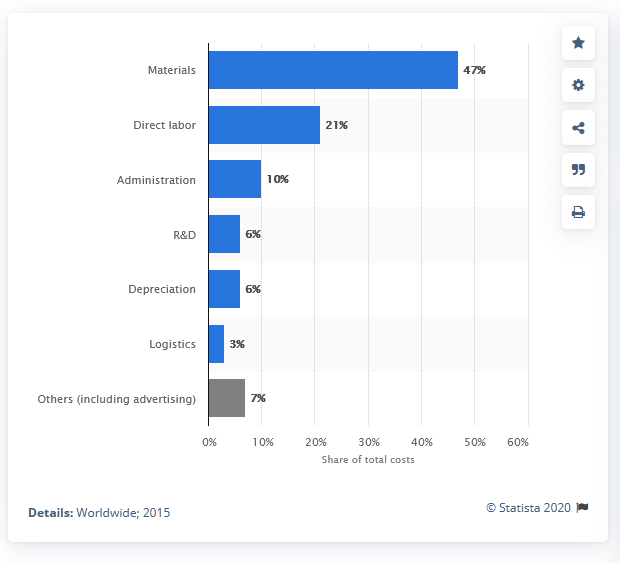 Materials 47%
Direct labor 21%
Administration 10%
R&D 6%
Depreciation 6%
Logistics 3%
Others (including advertising) 7%
0% 10% 20% 30% 40% 50% 60%
Share of total costs
Details: Worldwide; 2015
© Statista 2020